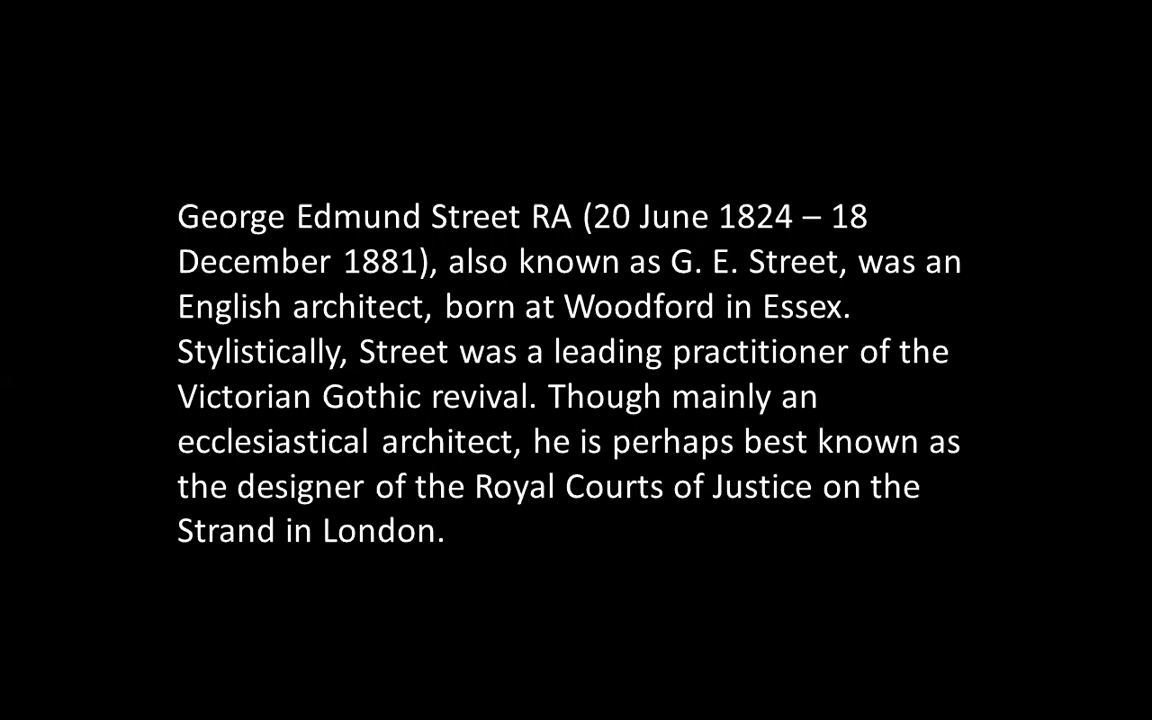 George Edmund Street RA (20 June 1824 – 18
December 1881), also known as G. E. Street, was an
English architect, born at Woodford in Essex.
Stylistically, Street was a leading practitioner of the
Victorian Gothic revival. Though mainly an
ecclesiastical architect, he is perhaps best known as
the designer of the Royal Courts of Justice on the
Strand in London.